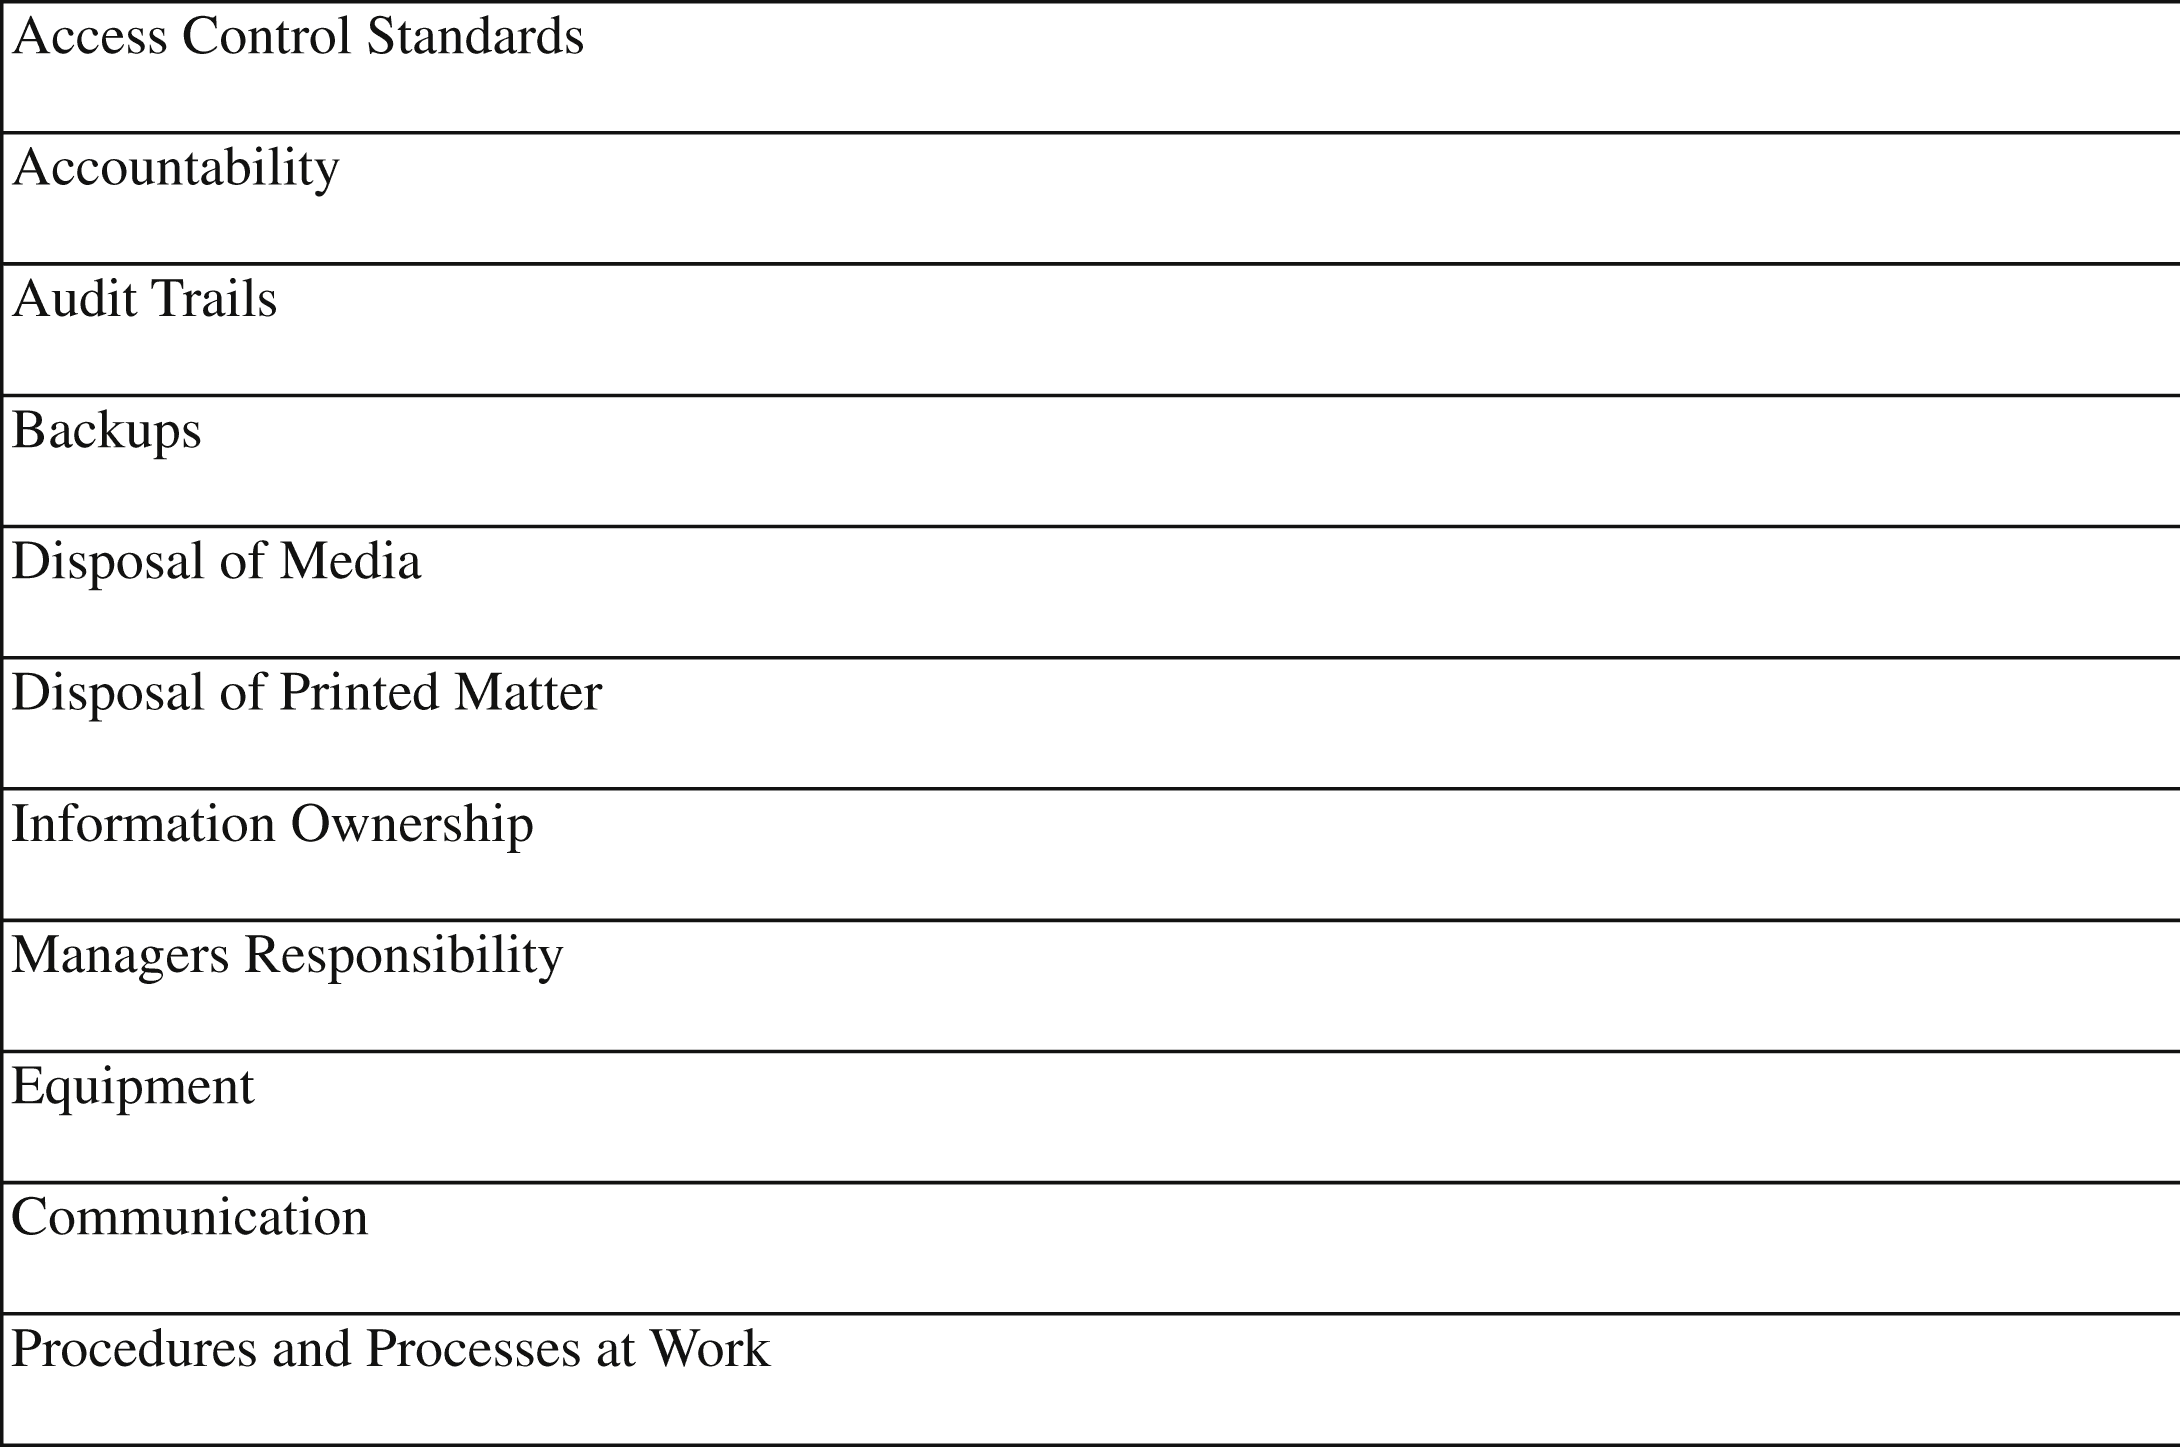 Access Control Standards
Accountability
Audit Trails
Backups
Disposal of Media
Disposal of Printed Matter
Information Ownership
Managers Responsibility
Equipment
Communication
Procedures and Processes at Work